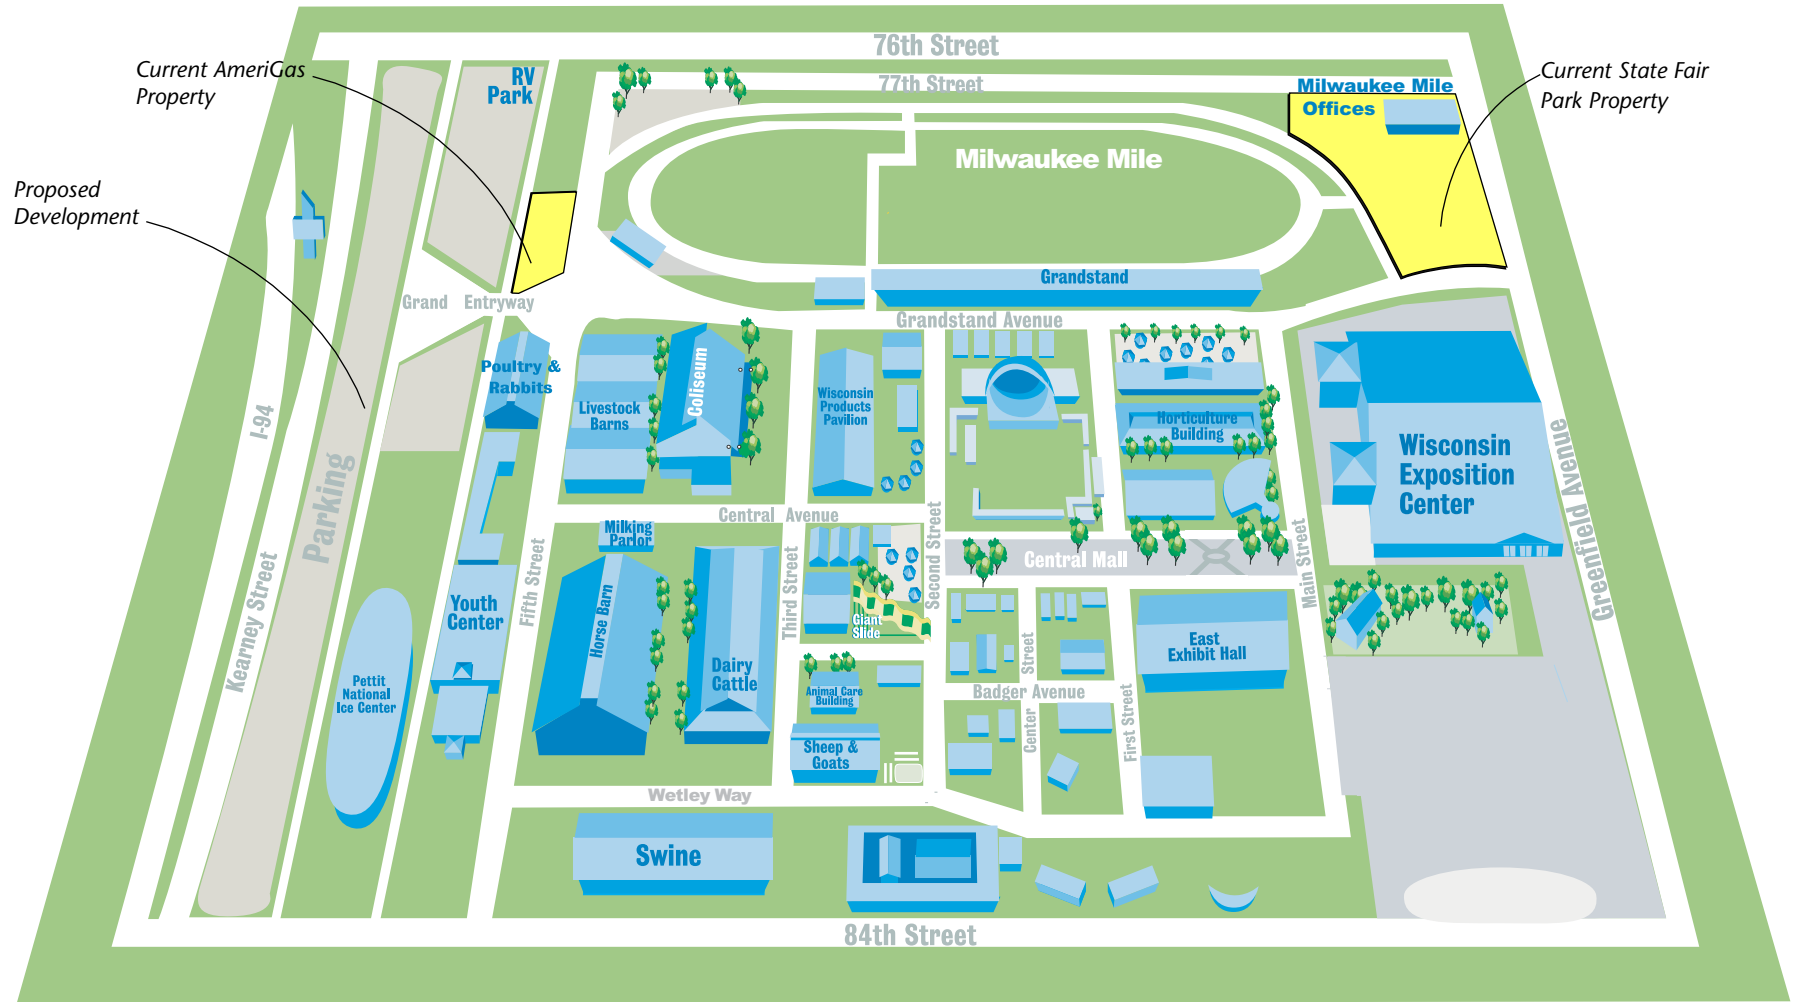 76th Street
77th Street
Current AmeriGas
Property
RV
Park
Milwaukee Mile
Offices
Current State Fair
Park Property
Proposed
Development
Milwaukee Mile
Grandstand
Grand Entryway
Grandstand Avenue
Poultry &
Rabbits
Livestock
Barns
Coliseum
Wisconsin
Products
Pavilion
Horticulture
Building
Wisconsin
Exposition
Center
Greenfield Avenue
I-94
Parking
Kearney Street
Central Avenue
Milking
Parlor
Fifth Street
Third Street
Second Street
Central Mall
Main Street
Youth
Center
Horse Barn
Giant
Slide
Dairy
Cattle
East
Exhibit Hall
Pettit
National
Ice Center
Animal Care
Building
Badger Avenue
Center Street
First Street
Sheep &
Goats
Wetley Way
Swine
84th Street